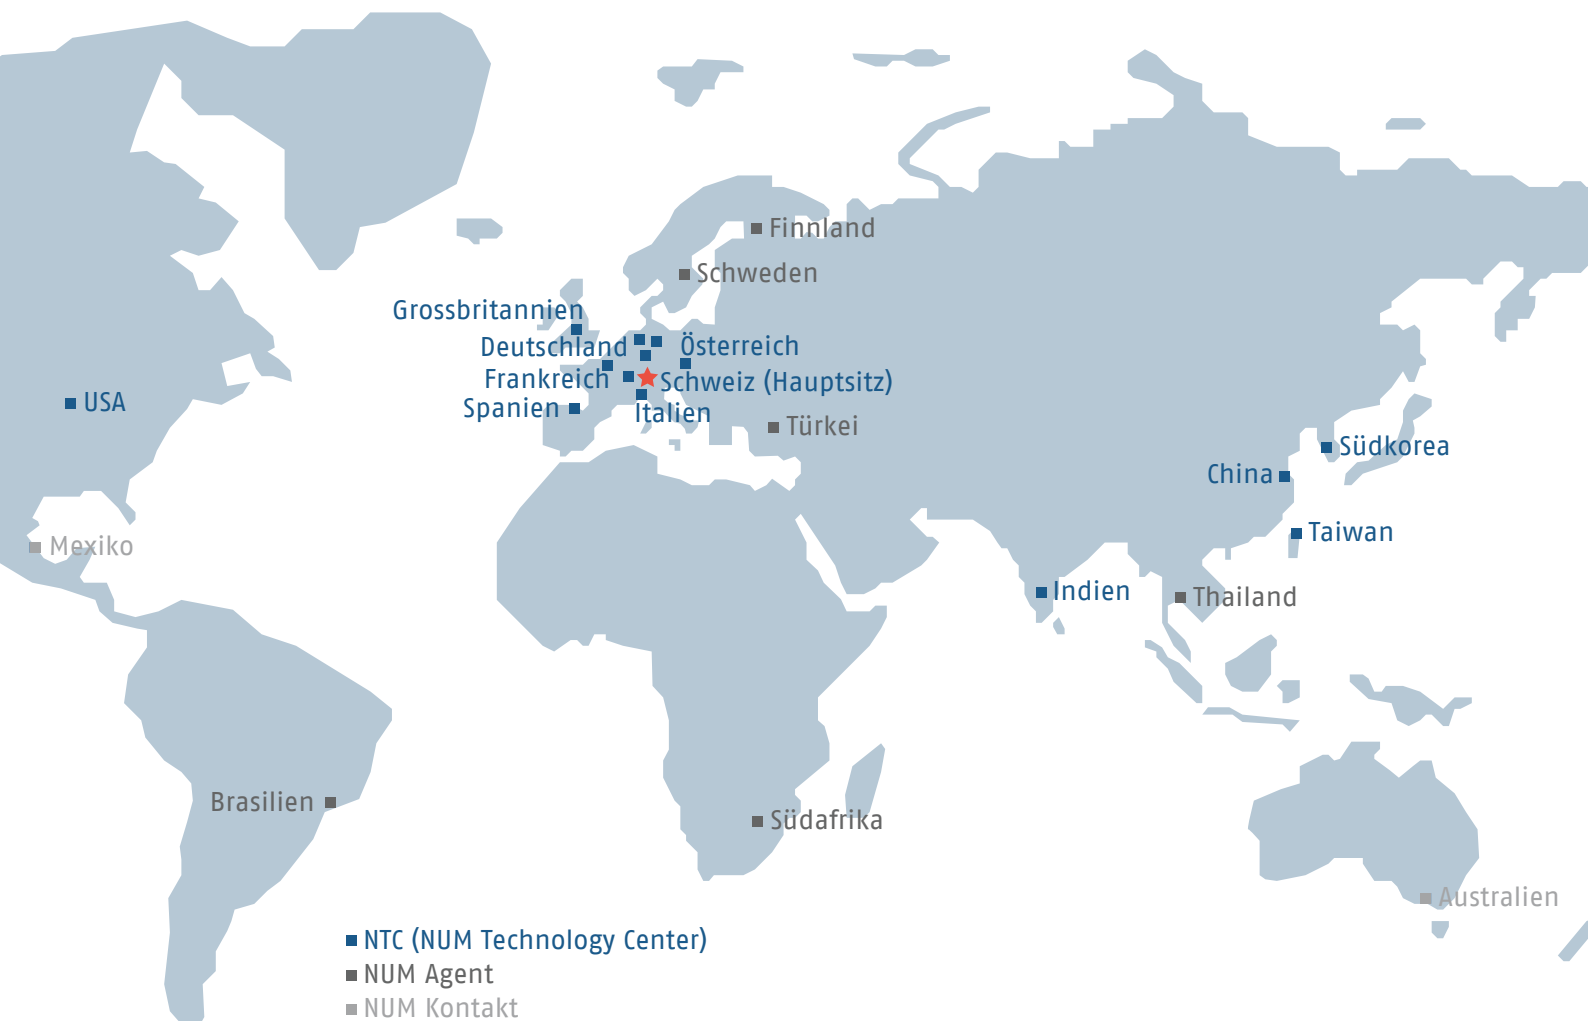 Finnland
Schweden
Grossbritannien
Deutschland
Österreich
Frankreich
Schweiz (Hauptsitz)
USA
Spanien
Italien
Türkei
Südkorea
China
Taiwan
Mexiko
Indien
Thailand
Brasilien
Südafrika
Australien
NTC (NUM Technology Center)
NUM Agent
NUM Kontakt